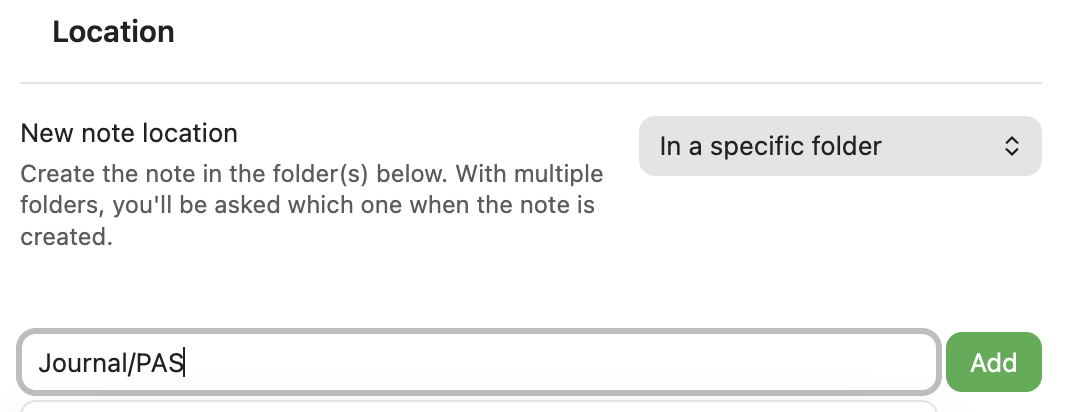 Location
New note location
In a specific folder
Create the note in the folder(s) below. With multiple
folders, you'll be asked which one when the note is
created.
Journal/PAS
Add